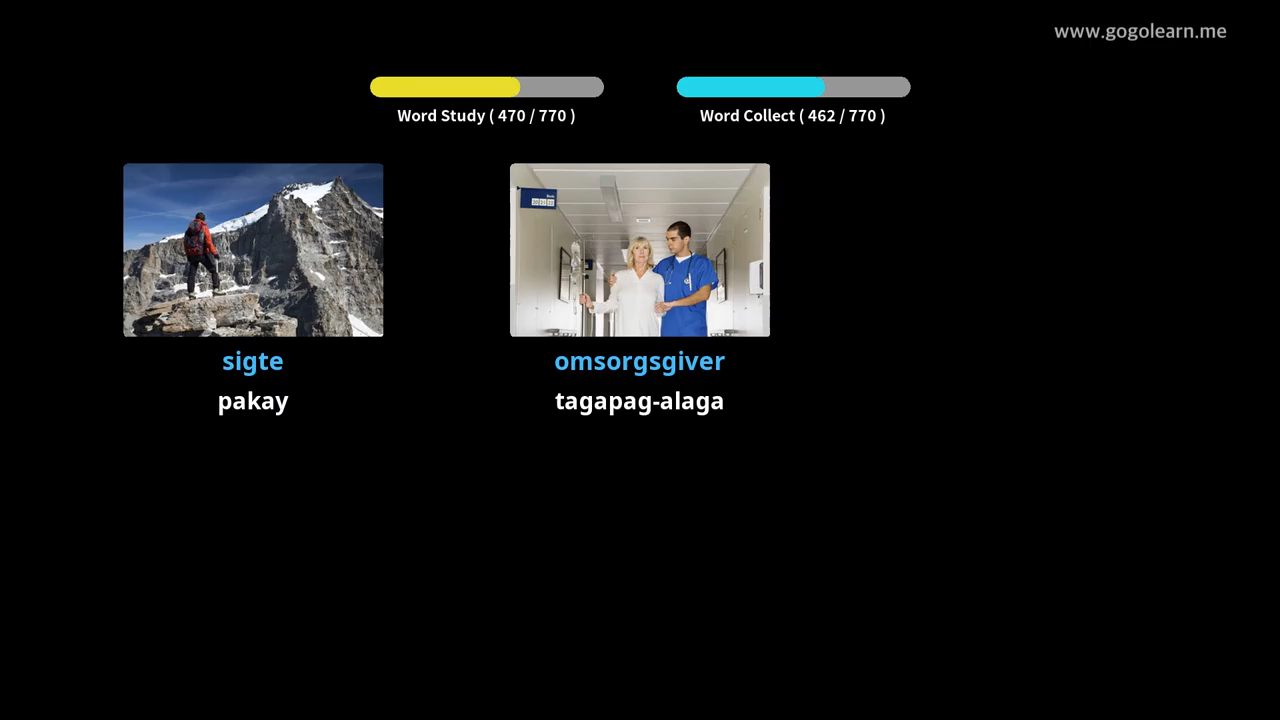 www.gogolearn.me
Word Study ( 470 / 770 )
Word Collect ( 462 / 770 )
sigte
omsorgsgiver
pakay
tagapag-alaga